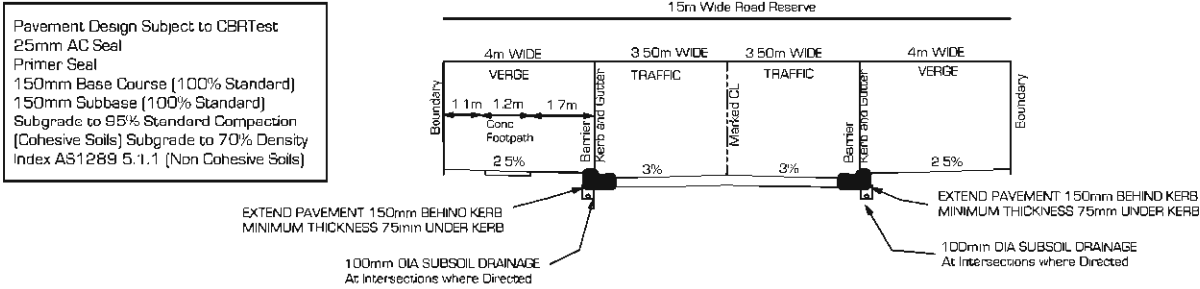 15m Wide Road Reserve
Pavement Design Subject to CBRTest
25mm AC Seal
Primer Seal
150mm Base Course (100% Standard)
150mm Subbase (100% Standard)
Subgrade to 95% Standard Compaction
(Cohesive Soils) Subgrade to 70% Density
Index AS1289 5.1.1 (Non Cohesive Soils)
4m WIDE
3 50m WIDE
3 50m WIDE
4m WIDE
VERGE
TRAFFIC
TRAFFIC
VERGE
1 1m
1.2m
1 7m
Conc
Footpath
Boundary
Barrier
Kerb and Gutter
Marked CL
Barrier
Kerb and Gutter
Boundary
2 5%
3%
3%
2 5%
EXTEND PAVEMENT 150mm BEHIND KERB
MINIMUM THICKNESS 75mm UNDER KERB
EXTEND PAVEMENT 150mm BEHIND KERB
MINIMUM THICKNESS 75mm UNDER KERB
100mm DIA SUBSOIL DRAINAGE
At Intersections where Directed
100mm DIA SUBSOIL DRAINAGE
At Intersections where Directed